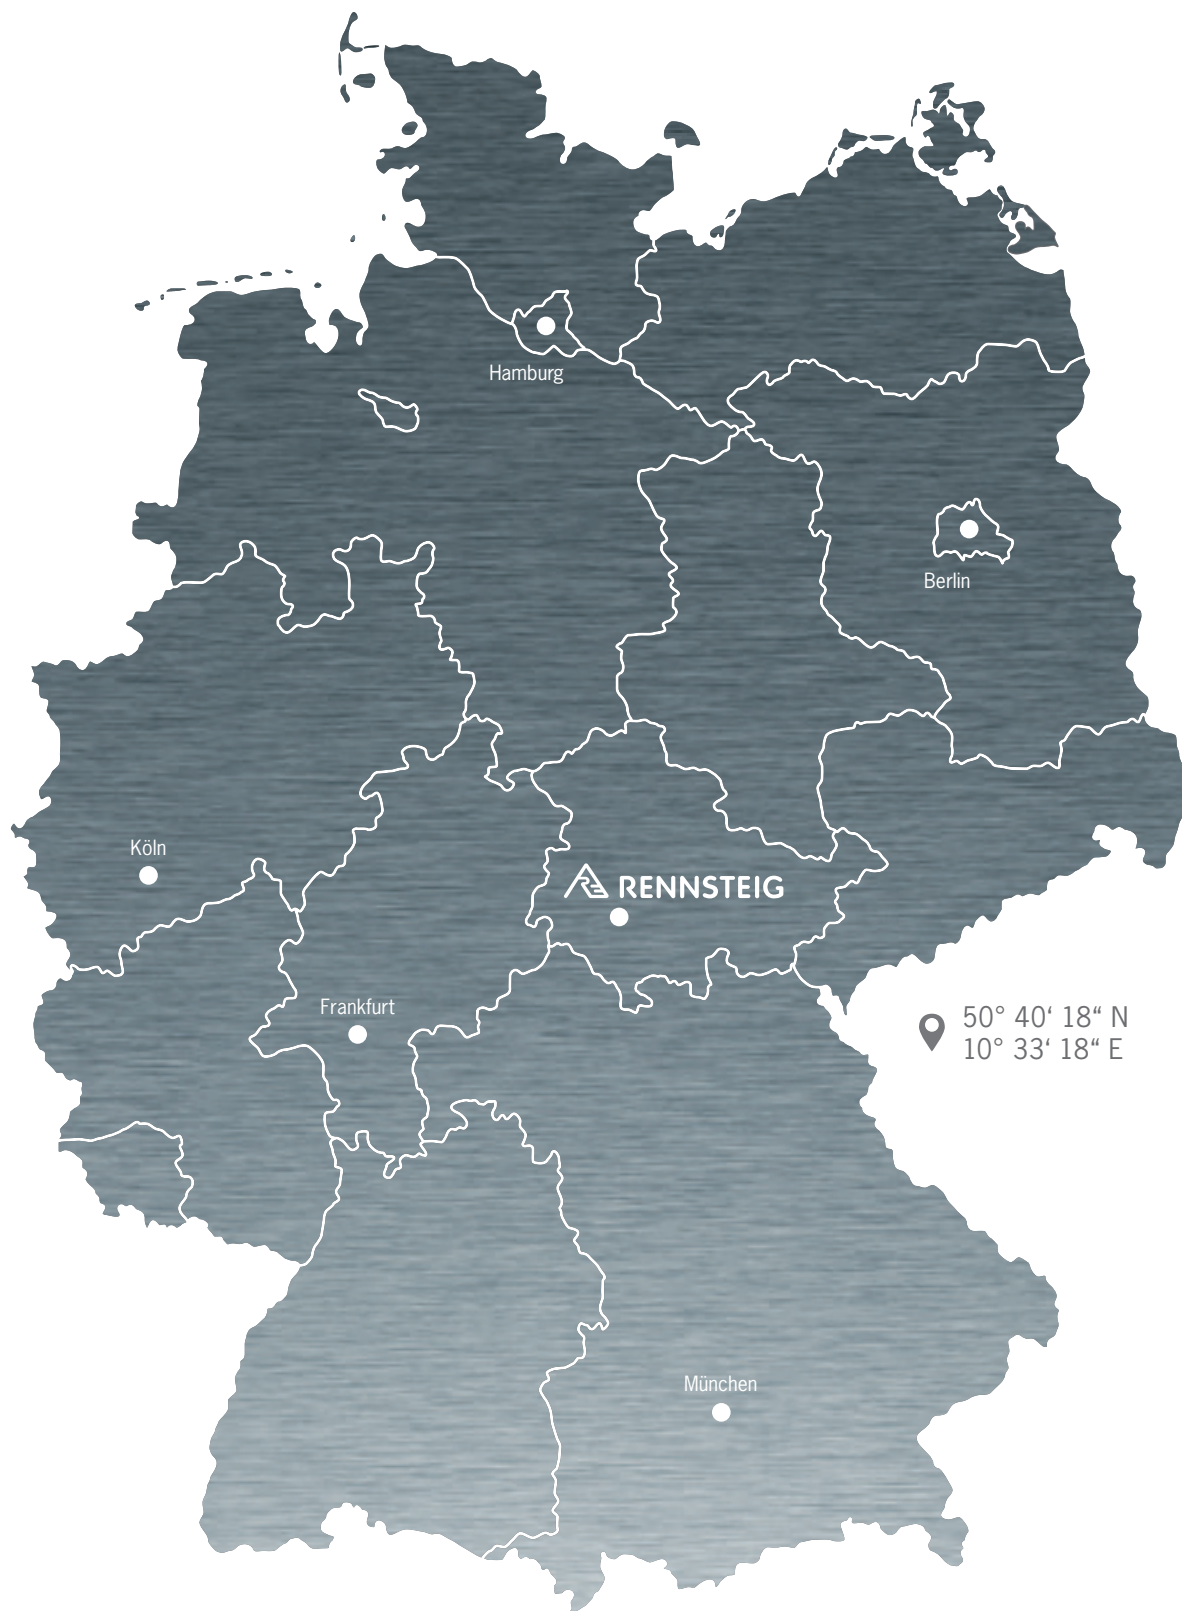 Hamburg
Berlin
Köln
RENNSTEIG
Frankfurt
50° 40‘ 18“ N
10° 33‘ 18“ E
München